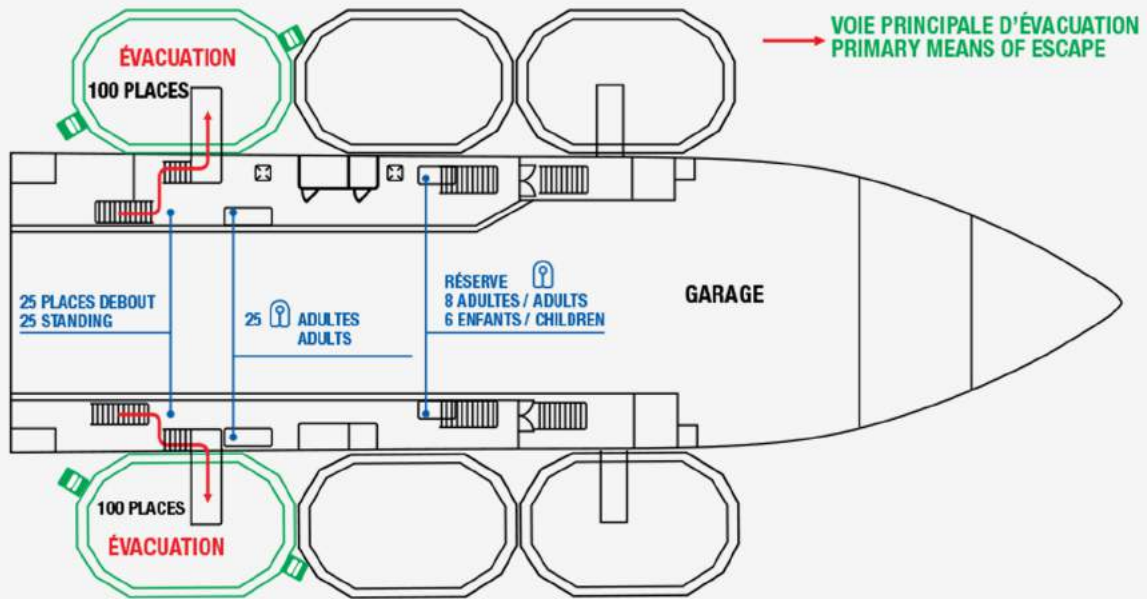 VOIE PRINCIPALE D'ÉVACUATION
PRIMARY MEANS OF ESCAPE
ÉVACUATION
100 PLACES
25 PLACES DEBOUT
25 STANDING
25 ADULTES
ADULTS
RÉSERVE
8 ADULTES / ADULTS
6 ENFANTS / CHILDREN
GARAGE
100 PLACES
ÉVACUATION